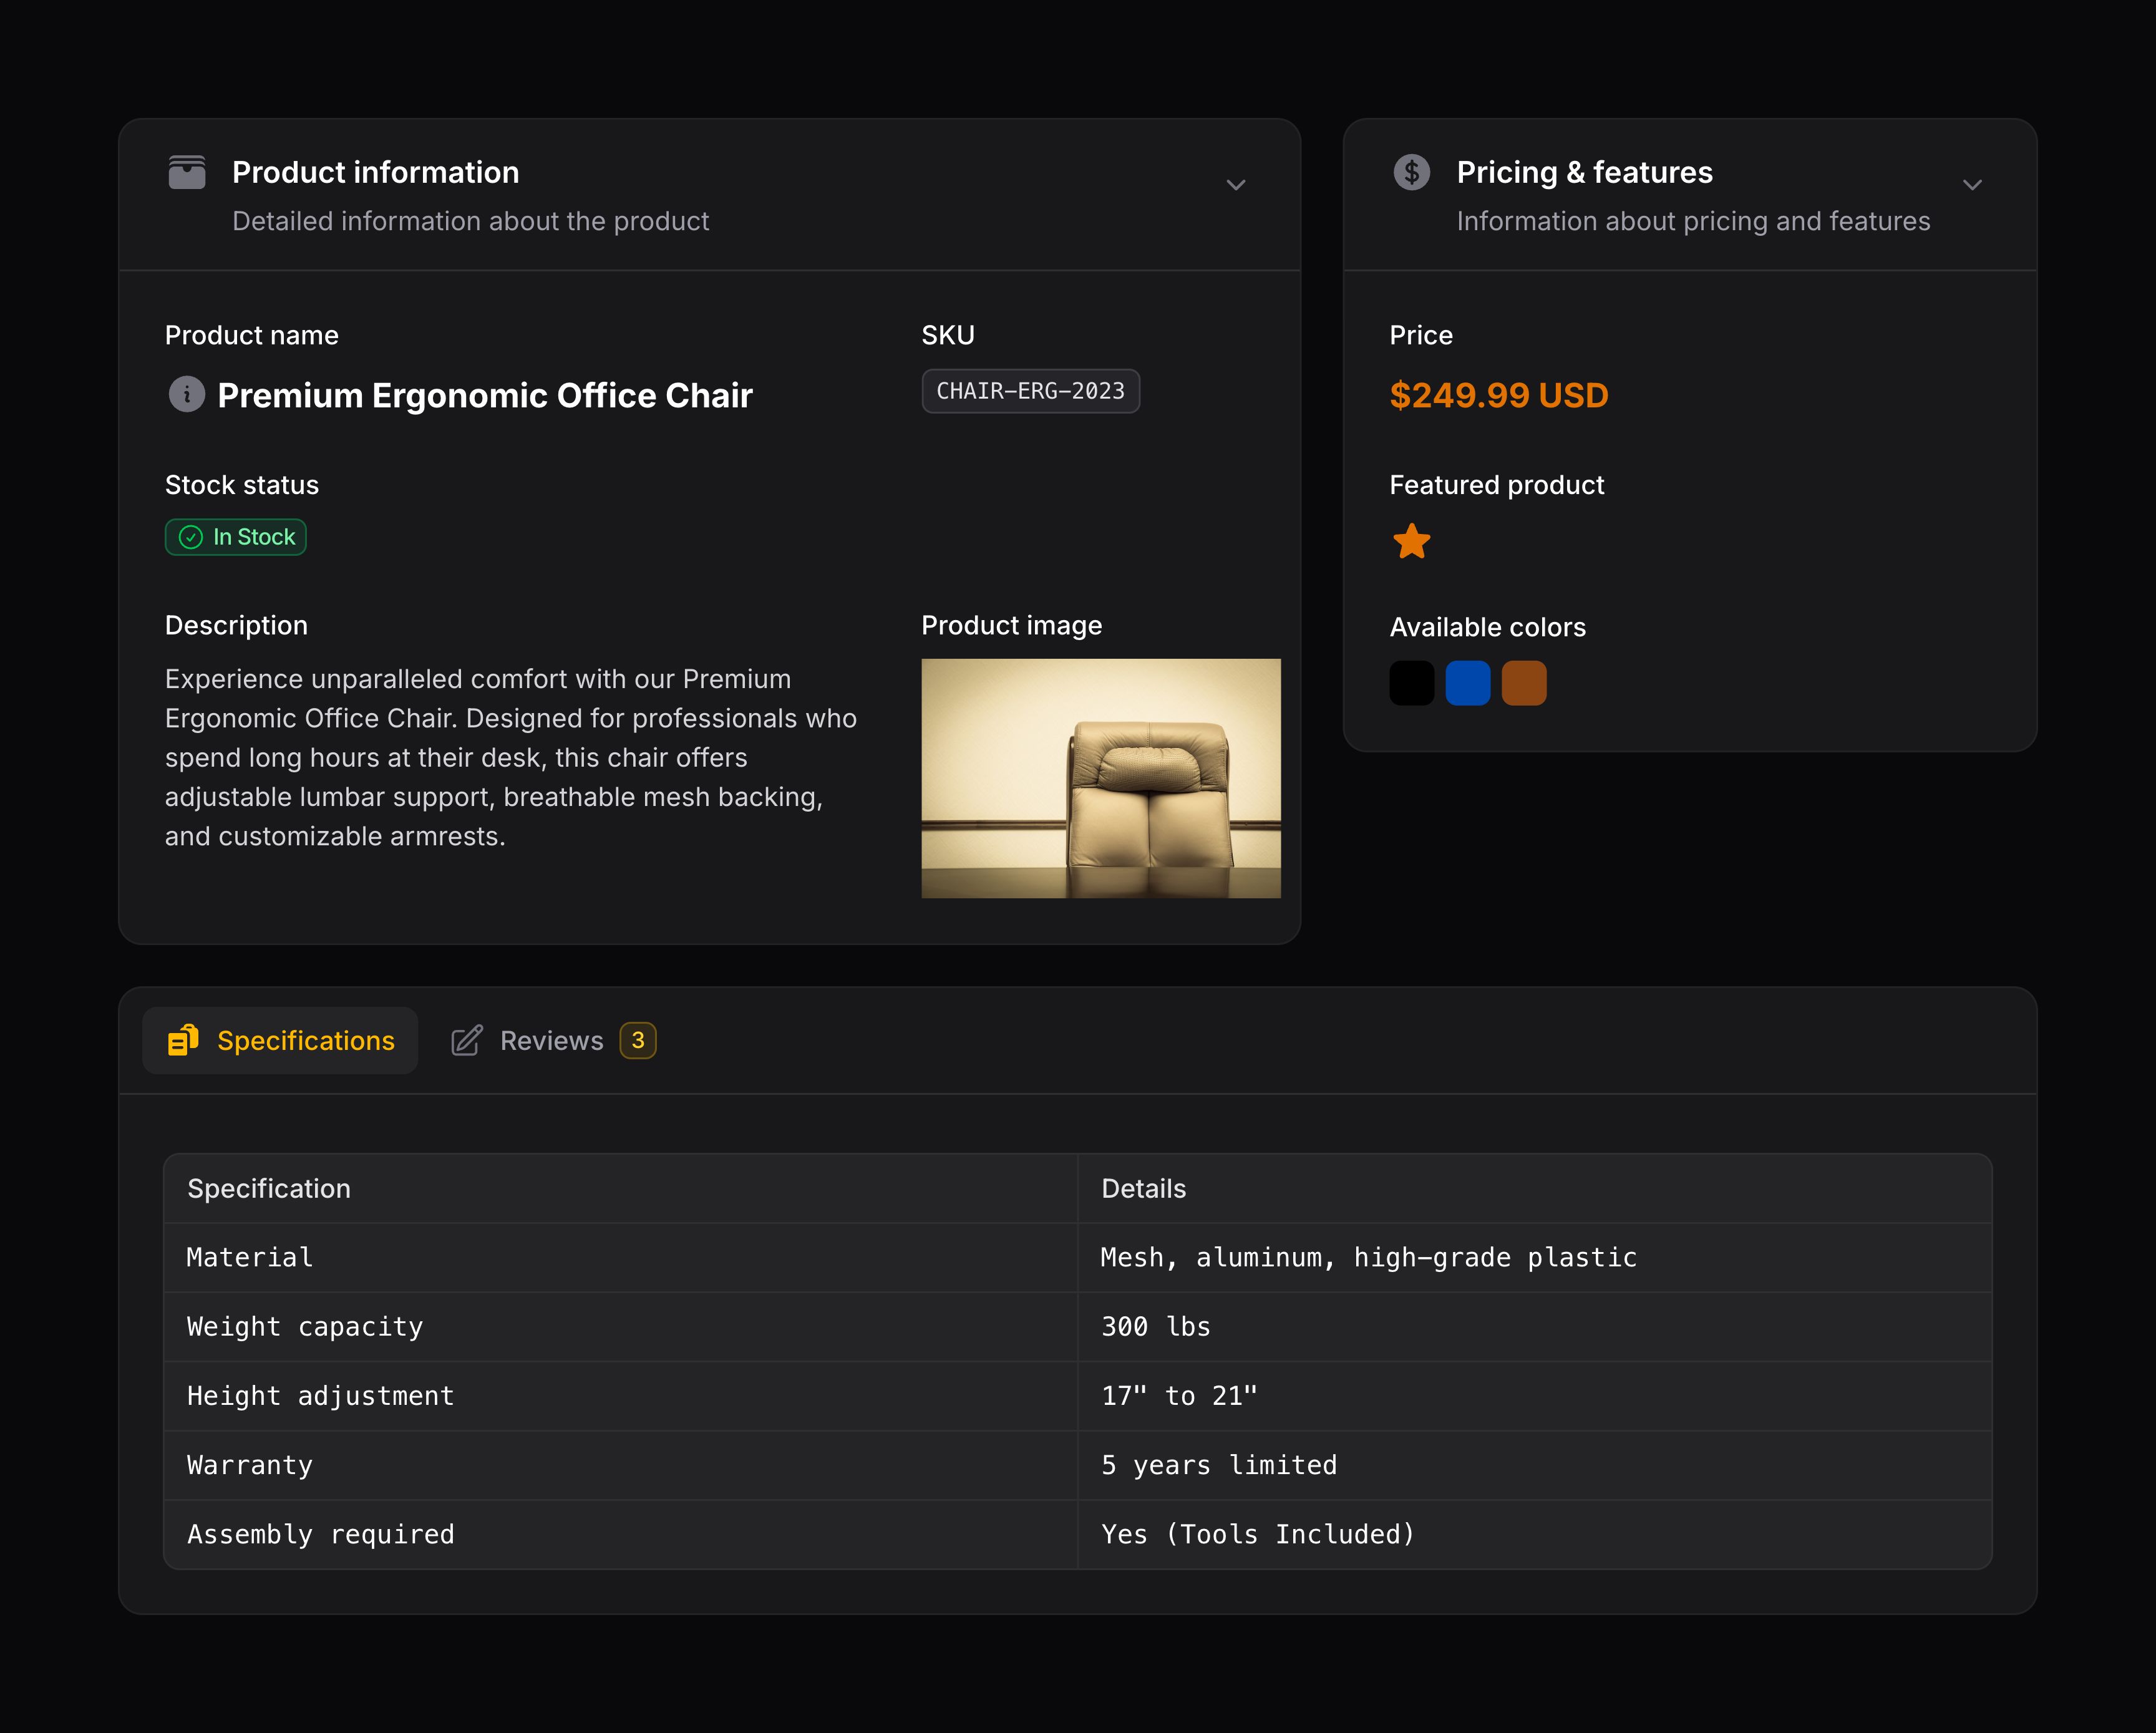 Product information
Detailed information about the product
Product name
Premium Ergonomic Office Chair
SKU
CHAIR-ERG-2023
Stock status
In Stock
Description
Experience unparalleled comfort with our Premium
Ergonomic Office Chair. Designed for professionals who
spend long hours at their desk, this chair offers
adjustable lumbar support, breathable mesh backing,
and customizable armrests.
Product image
Pricing & features
Information about pricing and features
Price
$249.99 USD
Featured product
Available colors
Specifications
Reviews 3
Specification Details
Material Mesh, aluminum, high-grade plastic
Weight capacity 300 lbs
Height adjustment 17" to 21"
Warranty 5 years limited
Assembly required Yes (Tools Included)